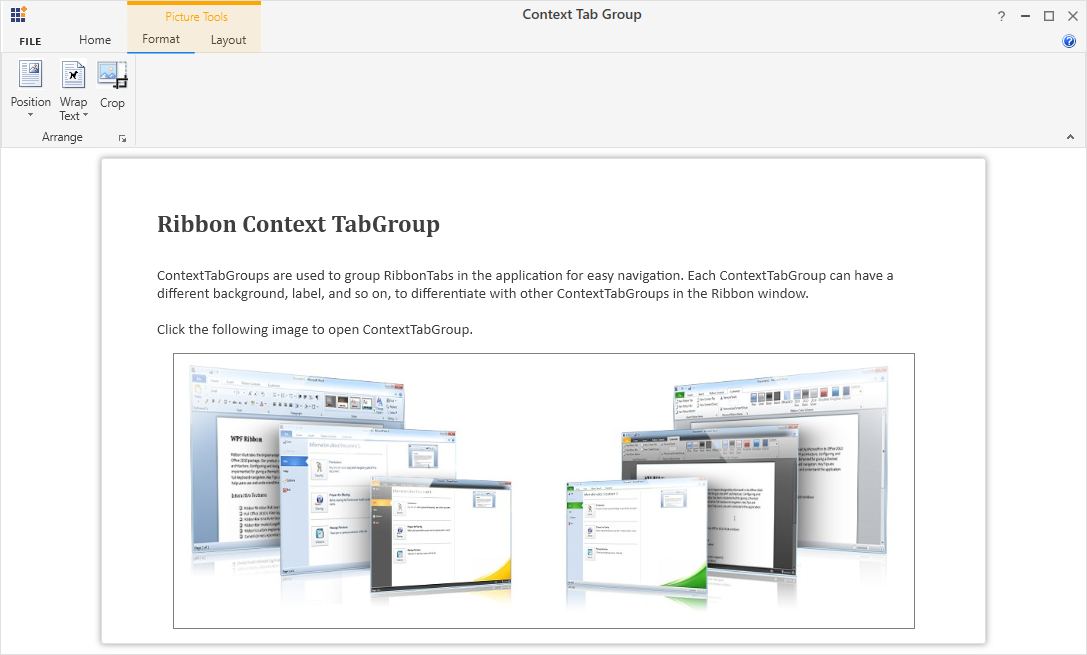 Picture Tools
Context Tab Group
?
FILE
Home
Format
Layout
?
Position
Wrap
Text
Crop
Arrange
Ribbon Context TabGroup
ContextTabGroups are used to group RibbonTabs in the application for easy navigation. Each ContextTabGroup can have a
different background, label, and so on, to differentiate with other ContextTabGroups in the Ribbon window.
Click the following image to open ContextTabGroup.
WPF Ribbon
Interactive Features